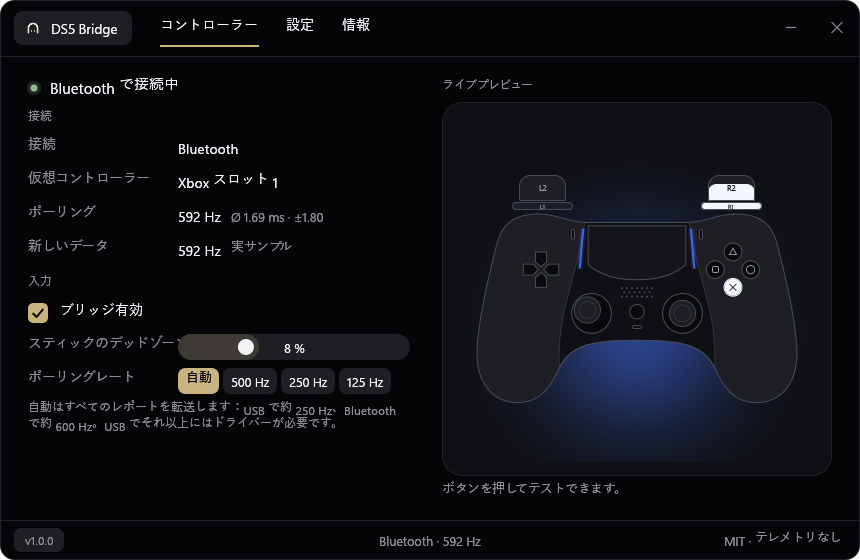 DS5 Bridge
コントローラー
設定
情報
Bluetooth で接続中
接続
接続
Bluetooth
仮想コントローラー
Xbox スロット 1
ポーリング
592 Hz
Ø 1.69 ms · ±1.80
新しいデータ
592 Hz
実サンプル
入力
ブリッジ有効
スティックのデッドゾーン
8 %
ポーリングレート
自動
500 Hz
250 Hz
125 Hz
自動はすべてのレポートを転送します：USB で約 250 Hz、Bluetooth
で約 600 Hz。USB でそれ以上にはドライバーが必要です。
ライブプレビュー
L2
L1
R2
R1
ボタンを押してテストできます。
v1.0.0
Bluetooth · 592 Hz
MIT · テレメトリなし